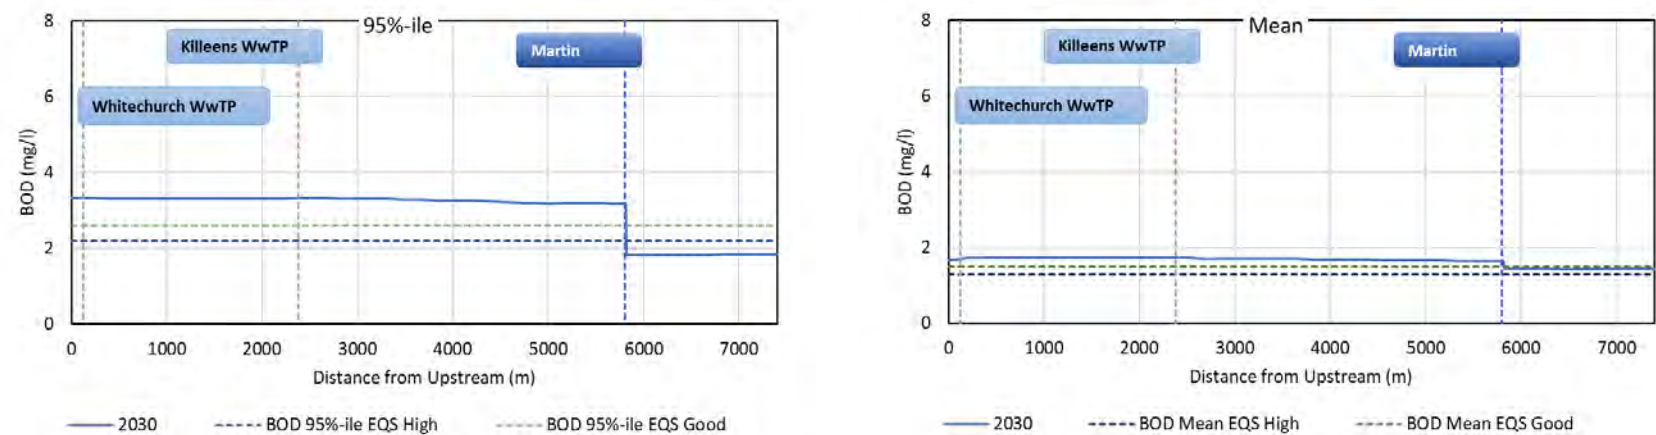 95%-ile
8
6
4
2
0
BOD (mg/l)
Killeens WwTP
Martin
Whitechurch WwTP
0 1000 2000 3000 4000 5000 6000 7000
Distance from Upstream (m)
2030 BOD 95%-ile EQS High BOD 95%-ile EQS Good
Mean
8
6
4
2
0
BOD (mg/l)
Killeens WwTP
Martin
Whitechurch WwTP
0 1000 2000 3000 4000 5000 6000 7000
Distance from Upstream (m)
2030 BOD Mean EQS High BOD Mean EQS Good